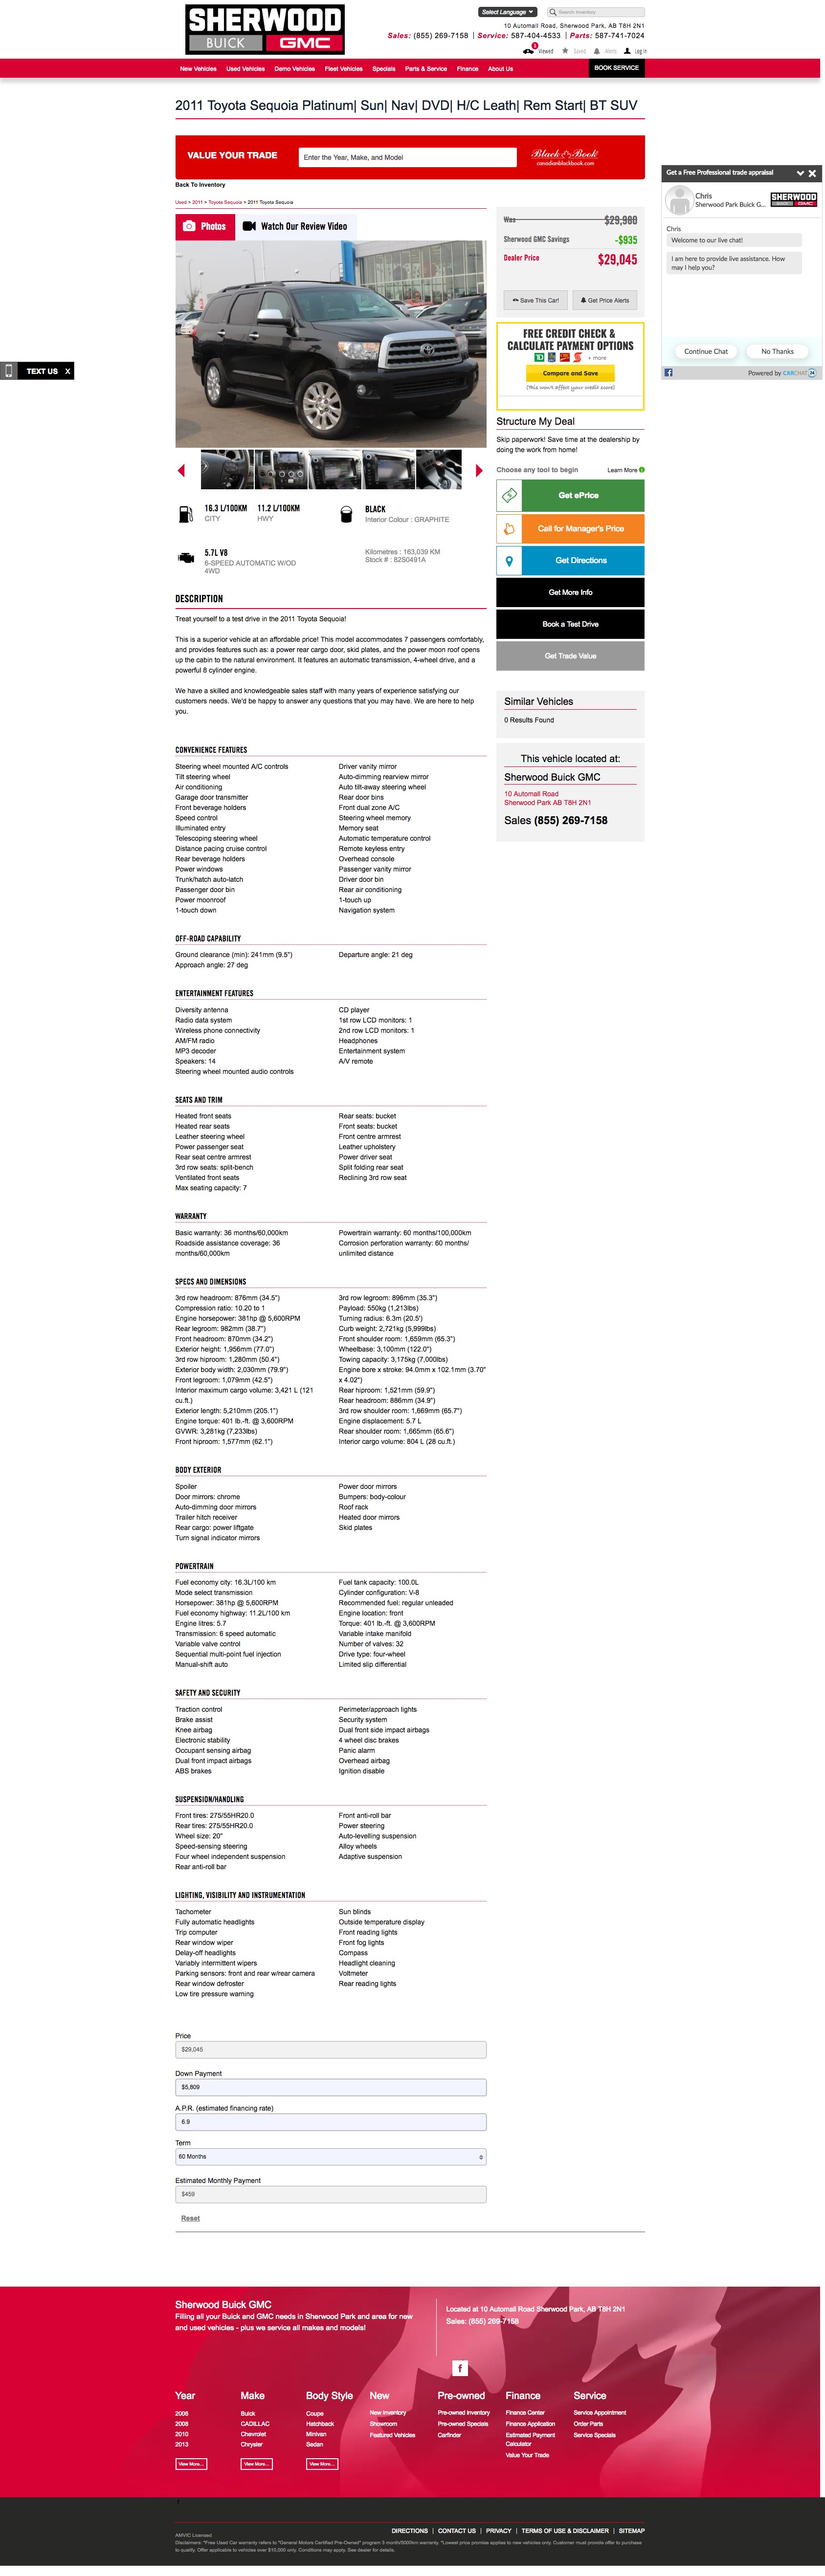 SHERWOOD
BUICK GMC
Select Language
Search Inventory
10 Automall Road, Sherwood Park, AB T8H 2N1
Sales: (855) 269-7158 | Service: 587-404-4533 | Parts: 587-741-7024
1
Viewed Saved Alerts Log In
New Vehicles Used Vehicles Demo Vehicles Fleet Vehicles Specials Parts & Service Finance About Us BOOK SERVICE
2011 Toyota Sequoia Platinum| Sun| Nav| DVD| H/C Leath| Rem Start| BT SUV
VALUE YOUR TRADE
Enter the Year, Make, and Model
Black Book
canadianblackbook.com
Back To Inventory
Used > 2011 > Toyota Sequoia > 2011 Toyota Sequoia
Photos
Watch Our Review Video
Was $29,980
Sherwood GMC Savings -$935
Dealer Price $29,045
Save This Car!
Get Price Alerts
FREE CREDIT CHECK &
CALCULATE PAYMENT OPTIONS
+ more
Compare and Save
(This won't affect your credit score)
Structure My Deal
Skip paperwork! Save time at the dealership by
doing the work from home!
Choose any tool to begin
Learn More
Get ePrice
Call for Manager's Price
Get Directions
Get More Info
Book a Test Drive
Get Trade Value
Similar Vehicles
0 Results Found
This vehicle located at:
Sherwood Buick GMC
10 Automall Road
Sherwood Park AB T8H 2N1
Sales (855) 269-7158
Get a Free Professional trade appraisal
Chris
Sherwood Park Buick G...
SHERWOOD
Chris
Welcome to our live chat!
I am here to provide live assistance. How
may I help you?
Continue Chat
No Thanks
Powered by CARCHAT 24
TEXT US X
16.3 L/100KM
CITY
11.2 L/100KM
HWY
BLACK
Interior Colour : GRAPHITE
5.7L V8
6-SPEED AUTOMATIC W/OD
4WD
Kilometres : 163,039 KM
Stock # : 82S0491A
DESCRIPTION
Treat yourself to a test drive in the 2011 Toyota Sequoia!
This is a superior vehicle at an affordable price! This model accommodates 7 passengers comfortably,
and provides features such as: a power rear cargo door, skid plates, and the power moon roof opens
up the cabin to the natural environment. It features an automatic transmission, 4-wheel drive, and a
powerful 8 cylinder engine.
We have a skilled and knowledgeable sales staff with many years of experience satisfying our
customers needs. We'd be happy to answer any questions that you may have. We are here to help
you.
CONVENIENCE FEATURES
Steering wheel mounted A/C controls
Tilt steering wheel
Air conditioning
Garage door transmitter
Front beverage holders
Speed control
Illuminated entry
Telescoping steering wheel
Distance pacing cruise control
Rear beverage holders
Power windows
Trunk/hatch auto-latch
Passenger door bin
Power moonroof
1-touch down
Driver vanity mirror
Auto-dimming rearview mirror
Auto tilt-away steering wheel
Rear door bins
Front dual zone A/C
Steering wheel memory
Memory seat
Automatic temperature control
Remote keyless entry
Overhead console
Passenger vanity mirror
Driver door bin
Rear air conditioning
1-touch up
Navigation system
OFF-ROAD CAPABILITY
Ground clearance (min): 241mm (9.5")
Approach angle: 27 deg
Departure angle: 21 deg
ENTERTAINMENT FEATURES
Diversity antenna
Radio data system
Wireless phone connectivity
AM/FM radio
MP3 decoder
Speakers: 14
Steering wheel mounted audio controls
CD player
1st row LCD monitors: 1
2nd row LCD monitors: 1
Headphones
Entertainment system
A/V remote
SEATS AND TRIM
Heated front seats
Heated rear seats
Leather steering wheel
Power passenger seat
Rear seat centre armrest
3rd row seats: split-bench
Ventilated front seats
Max seating capacity: 7
Rear seats: bucket
Front seats: bucket
Front centre armrest
Leather upholstery
Power driver seat
Split folding rear seat
Reclining 3rd row seat
WARRANTY
Basic warranty: 36 months/60,000km
Roadside assistance coverage: 36
months/60,000km
Powertrain warranty: 60 months/100,000km
Corrosion perforation warranty: 60 months/
unlimited distance
SPECS AND DIMENSIONS
3rd row headroom: 876mm (34.5")
Compression ratio: 10.20 to 1
Engine horsepower: 381hp @ 5,600RPM
Rear legroom: 982mm (38.7")
Front headroom: 870mm (34.2")
Exterior height: 1,956mm (77.0")
3rd row hiproom: 1,280mm (50.4")
Exterior body width: 2,030mm (79.9")
Front legroom: 1,079mm (42.5")
Interior maximum cargo volume: 3,421 L (121
cu.ft.)
Exterior length: 5,210mm (205.1")
Engine torque: 401 lb.-ft. @ 3,600RPM
GVWR: 3,281kg (7,233lbs)
Front hiproom: 1,577mm (62.1")
3rd row legroom: 896mm (35.3")
Payload: 550kg (1,213lbs)
Turning radius: 6.3m (20.5')
Curb weight: 2,721kg (5,999lbs)
Front shoulder room: 1,659mm (65.3")
Wheelbase: 3,100mm (122.0")
Towing capacity: 3,175kg (7,000lbs)
Engine bore x stroke: 94.0mm x 102.1mm (3.70"
x 4.02")
Rear hiproom: 1,521mm (59.9")
Rear headroom: 886mm (34.9")
3rd row shoulder room: 1,669mm (65.7")
Engine displacement: 5.7 L
Rear shoulder room: 1,665mm (65.6")
Interior cargo volume: 804 L (28 cu.ft.)
BODY EXTERIOR
Spoiler
Door mirrors: chrome
Auto-dimming door mirrors
Trailer hitch receiver
Rear cargo: power liftgate
Turn signal indicator mirrors
Power door mirrors
Bumpers: body-colour
Roof rack
Heated door mirrors
Skid plates
POWERTRAIN
Fuel economy city: 16.3L/100 km
Mode select transmission
Horsepower: 381hp @ 5,600RPM
Fuel economy highway: 11.2L/100 km
Engine litres: 5.7
Transmission: 6 speed automatic
Variable valve control
Sequential multi-point fuel injection
Manual-shift auto
Fuel tank capacity: 100.0L
Cylinder configuration: V-8
Recommended fuel: regular unleaded
Engine location: front
Torque: 401 lb.-ft. @ 3,600RPM
Variable intake manifold
Number of valves: 32
Drive type: four-wheel
Limited slip differential
SAFETY AND SECURITY
Traction control
Brake assist
Knee airbag
Electronic stability
Occupant sensing airbag
Dual front impact airbags
ABS brakes
Perimeter/approach lights
Security system
Dual front side impact airbags
4 wheel disc brakes
Panic alarm
Overhead airbag
Ignition disable
SUSPENSION/HANDLING
Front tires: 275/55HR20.0
Rear tires: 275/55HR20.0
Wheel size: 20"
Speed-sensing steering
Four wheel independent suspension
Rear anti-roll bar
Front anti-roll bar
Power steering
Auto-levelling suspension
Alloy wheels
Adaptive suspension
LIGHTING, VISIBILITY AND INSTRUMENTATION
Tachometer
Fully automatic headlights
Trip computer
Rear window wiper
Delay-off headlights
Variably intermittent wipers
Parking sensors: front and rear w/rear camera
Rear window defroster
Low tire pressure warning
Sun blinds
Outside temperature display
Front reading lights
Front fog lights
Compass
Headlight cleaning
Voltmeter
Rear reading lights
Price
$29,045
Down Payment
$5,809
A.P.R. (estimated financing rate)
6.9
Term
60 Months
Estimated Monthly Payment
$459
Reset
Sherwood Buick GMC
Filling all your Buick and GMC needs in Sherwood Park and area for new
and used vehicles - plus we service all makes and models!
Located at 10 Automall Road Sherwood Park, AB T8H 2N1
Sales: (855) 269-7158
Year
2006
2008
2010
2013
View More...
Make
Buick
CADILLAC
Chevrolet
Chrysler
View More...
Body Style
Coupe
Hatchback
Minivan
Sedan
View More...
New
New Inventory
Showroom
Featured Vehicles
Pre-owned
Pre-owned Inventory
Pre-owned Specials
Carfinder
Finance
Finance Center
Finance Application
Estimated Payment
Calculator
Value Your Trade
Service
Service Appointment
Order Parts
Service Specials
DIRECTIONS | CONTACT US | PRIVACY | TERMS OF USE & DISCLAIMER | SITEMAP
AMVIC Licensed
Disclaimers: *Free Used Car warranty refers to "General Motors Certified Pre-Owned" program 3 month/5000km warranty. *Lowest price promise applies to new vehicles only. Customer must provide offer to purchase
to qualify. Offer applicable to vehicles over $10,000 only. Conditions may apply. See dealer for details.